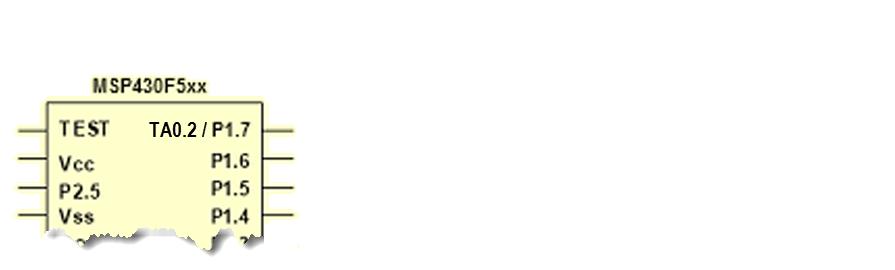 MSP430F5xx
TEST TA0.2 / P1.7
Vcc P1.6
P2.5 P1.5
Vss P1.4